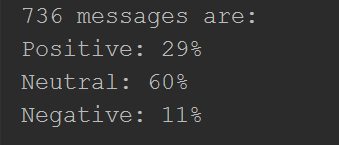 736 messages are:
Positive: 29%
Neutral: 60%
Negative: 11%